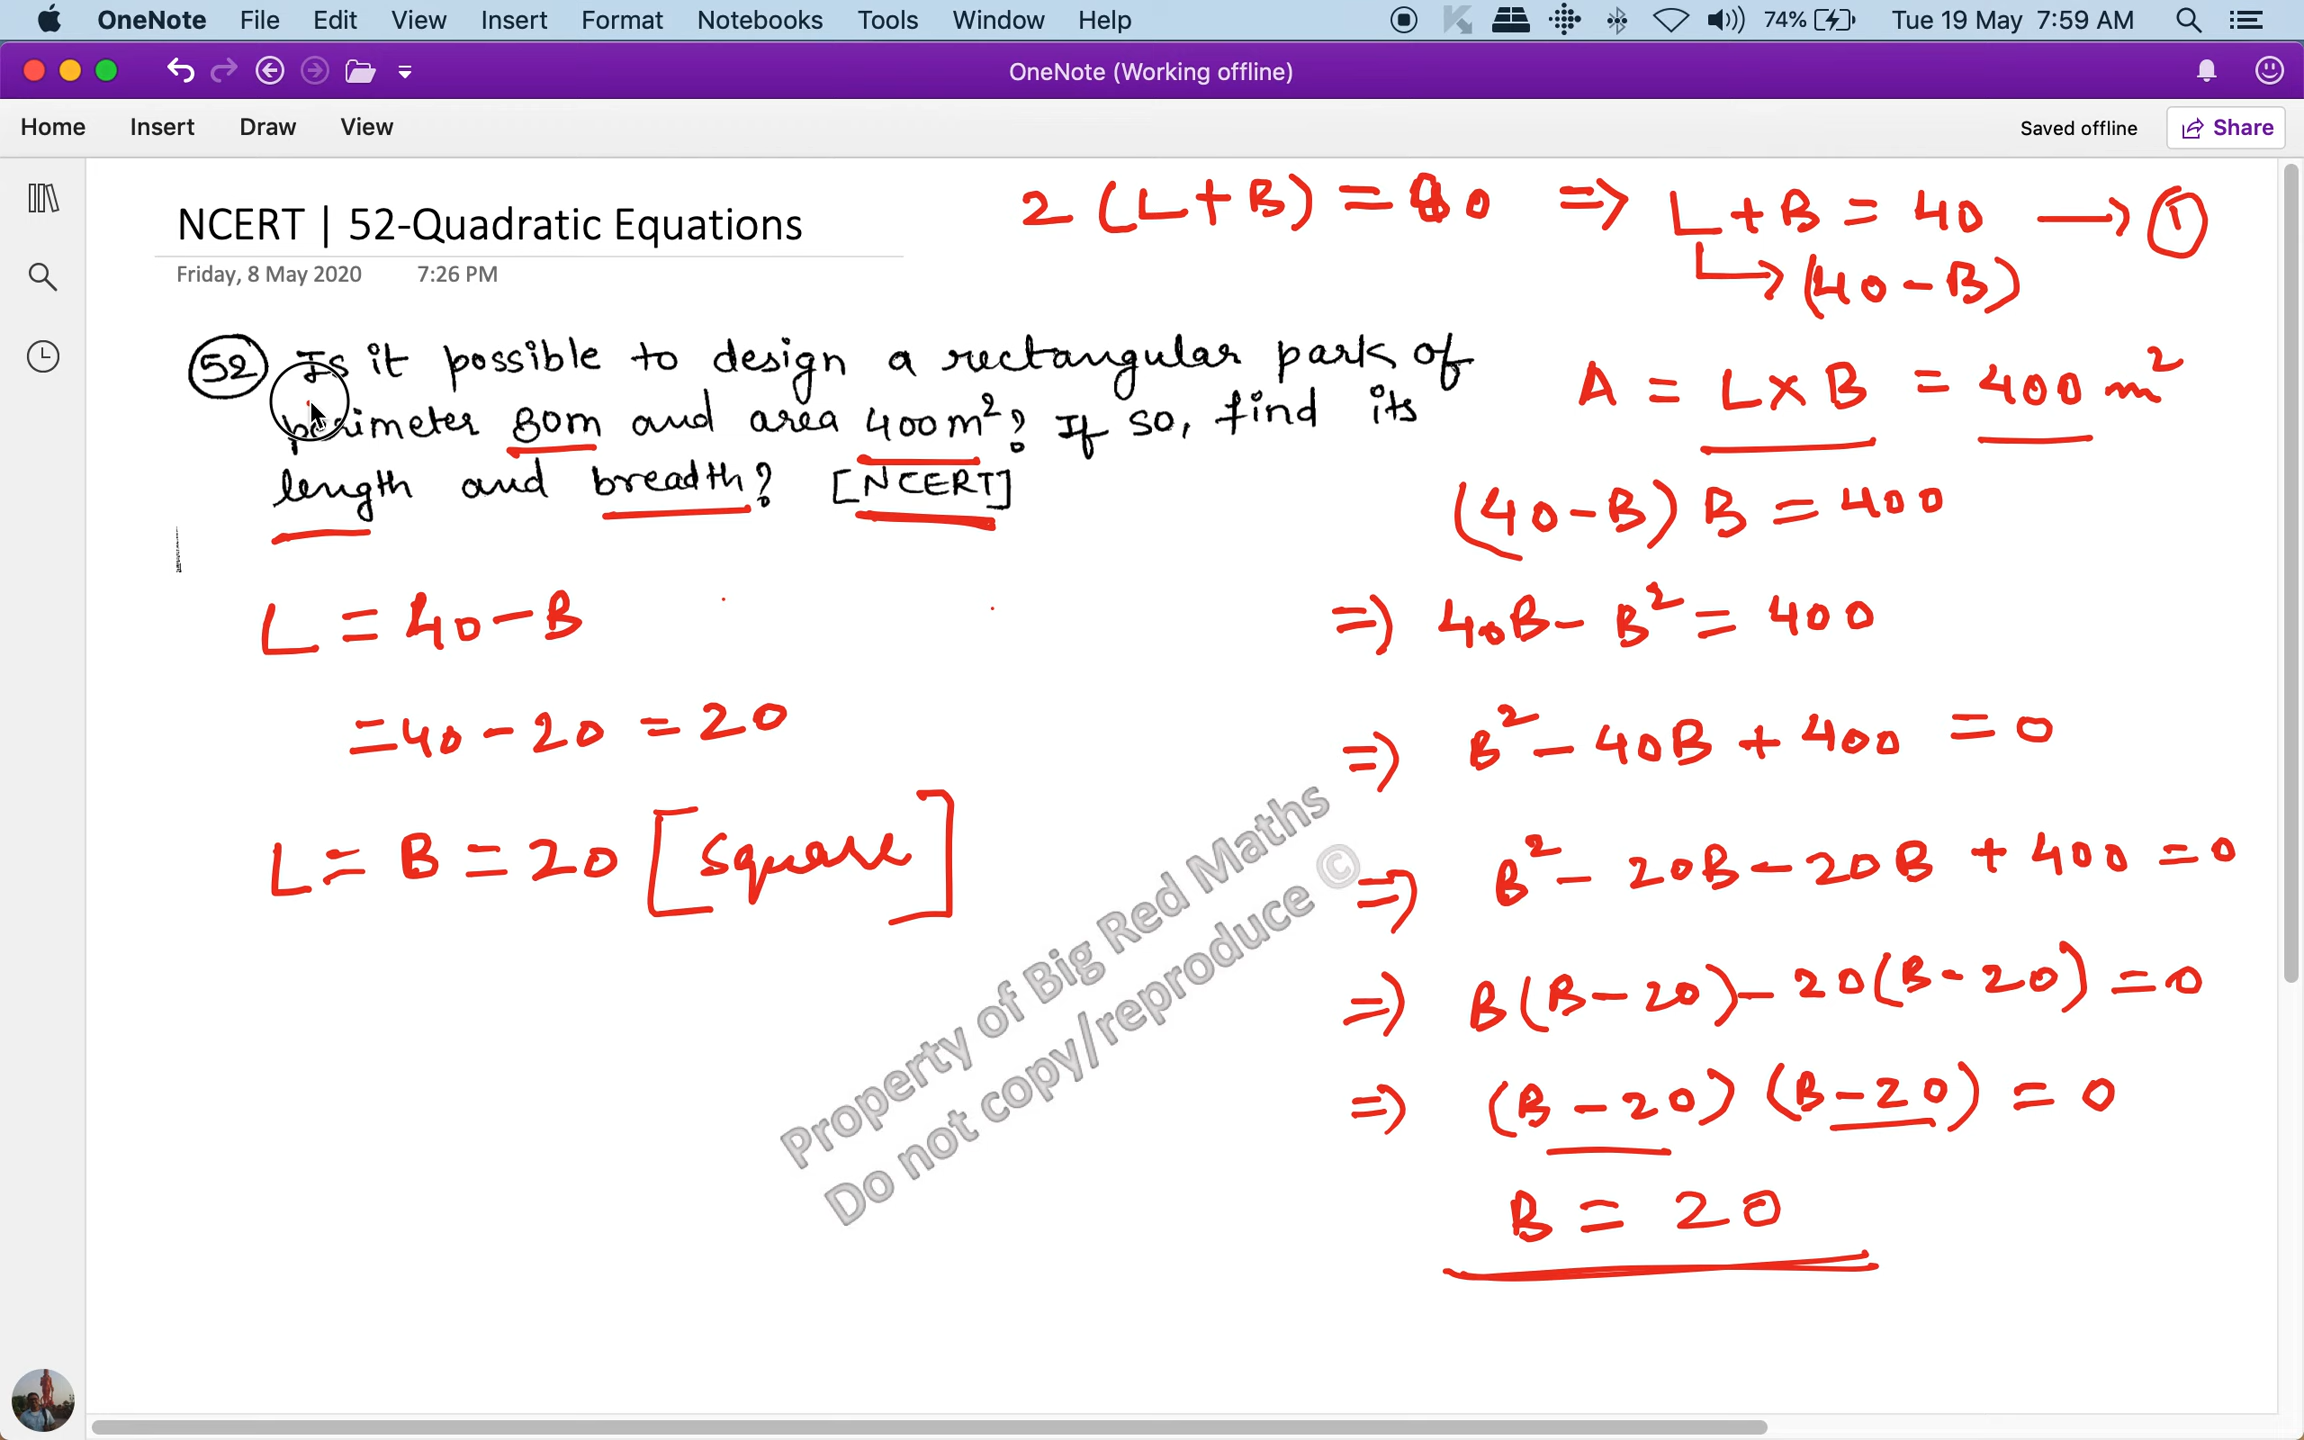 OneNote File Edit View Insert Format Notebooks Tools Window Help 74% Tue 19 May 7:59 AM
OneNote (Working offline)
Home Insert Draw View Saved offline Share
NCERT | 52-Quadratic Equations
Friday, 8 May 2020 7:26 PM
(52) Is it possible to design a rectangular park of
perimeter 80m and area 400m²? If so, find its
length and breadth? [NCERT]
L = 40 - B
= 40 - 20 = 20
L = B = 20 [square]
2 (L + B) = 80 => L + B = 40 → (1)
(40 - B)
A = L × B = 400 m²
(40 - B) B = 400
=> 40B - B² = 400
=> B² - 40B + 400 = 0
=> B² - 20B - 20B + 400 = 0
=> B(B - 20) - 20(B - 20) = 0
=> (B - 20) (B - 20) = 0
B = 20
Property of Big Red Maths
Do not copy/reproduce ©